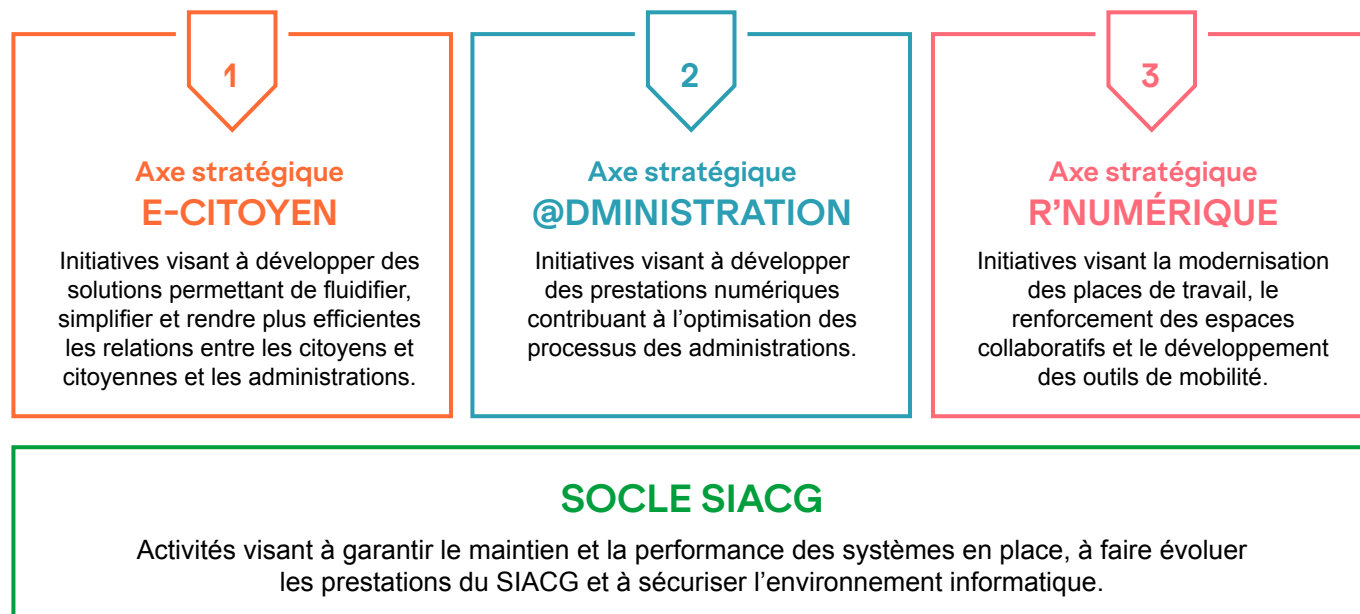 1
Axe stratégique
E-CITOYEN
Initiatives visant à développer des
solutions permettant de fluidifier,
simplifier et rendre plus efficientes
les relations entre les citoyens et
citoyennes et les administrations.
2
Axe stratégique
@DMINISTRATION
Initiatives visant à développer
des prestations numériques
contribuant à l’optimisation des
processus des administrations.
3
Axe stratégique
R’NUMÉRIQUE
Initiatives visant la modernisation
des places de travail, le
renforcement des espaces
collaboratifs et le développement
des outils de mobilité.
SOCLE SIACG
Activités visant à garantir le maintien et la performance des systèmes en place, à faire évoluer
les prestations du SIACG et à sécuriser l’environnement informatique.